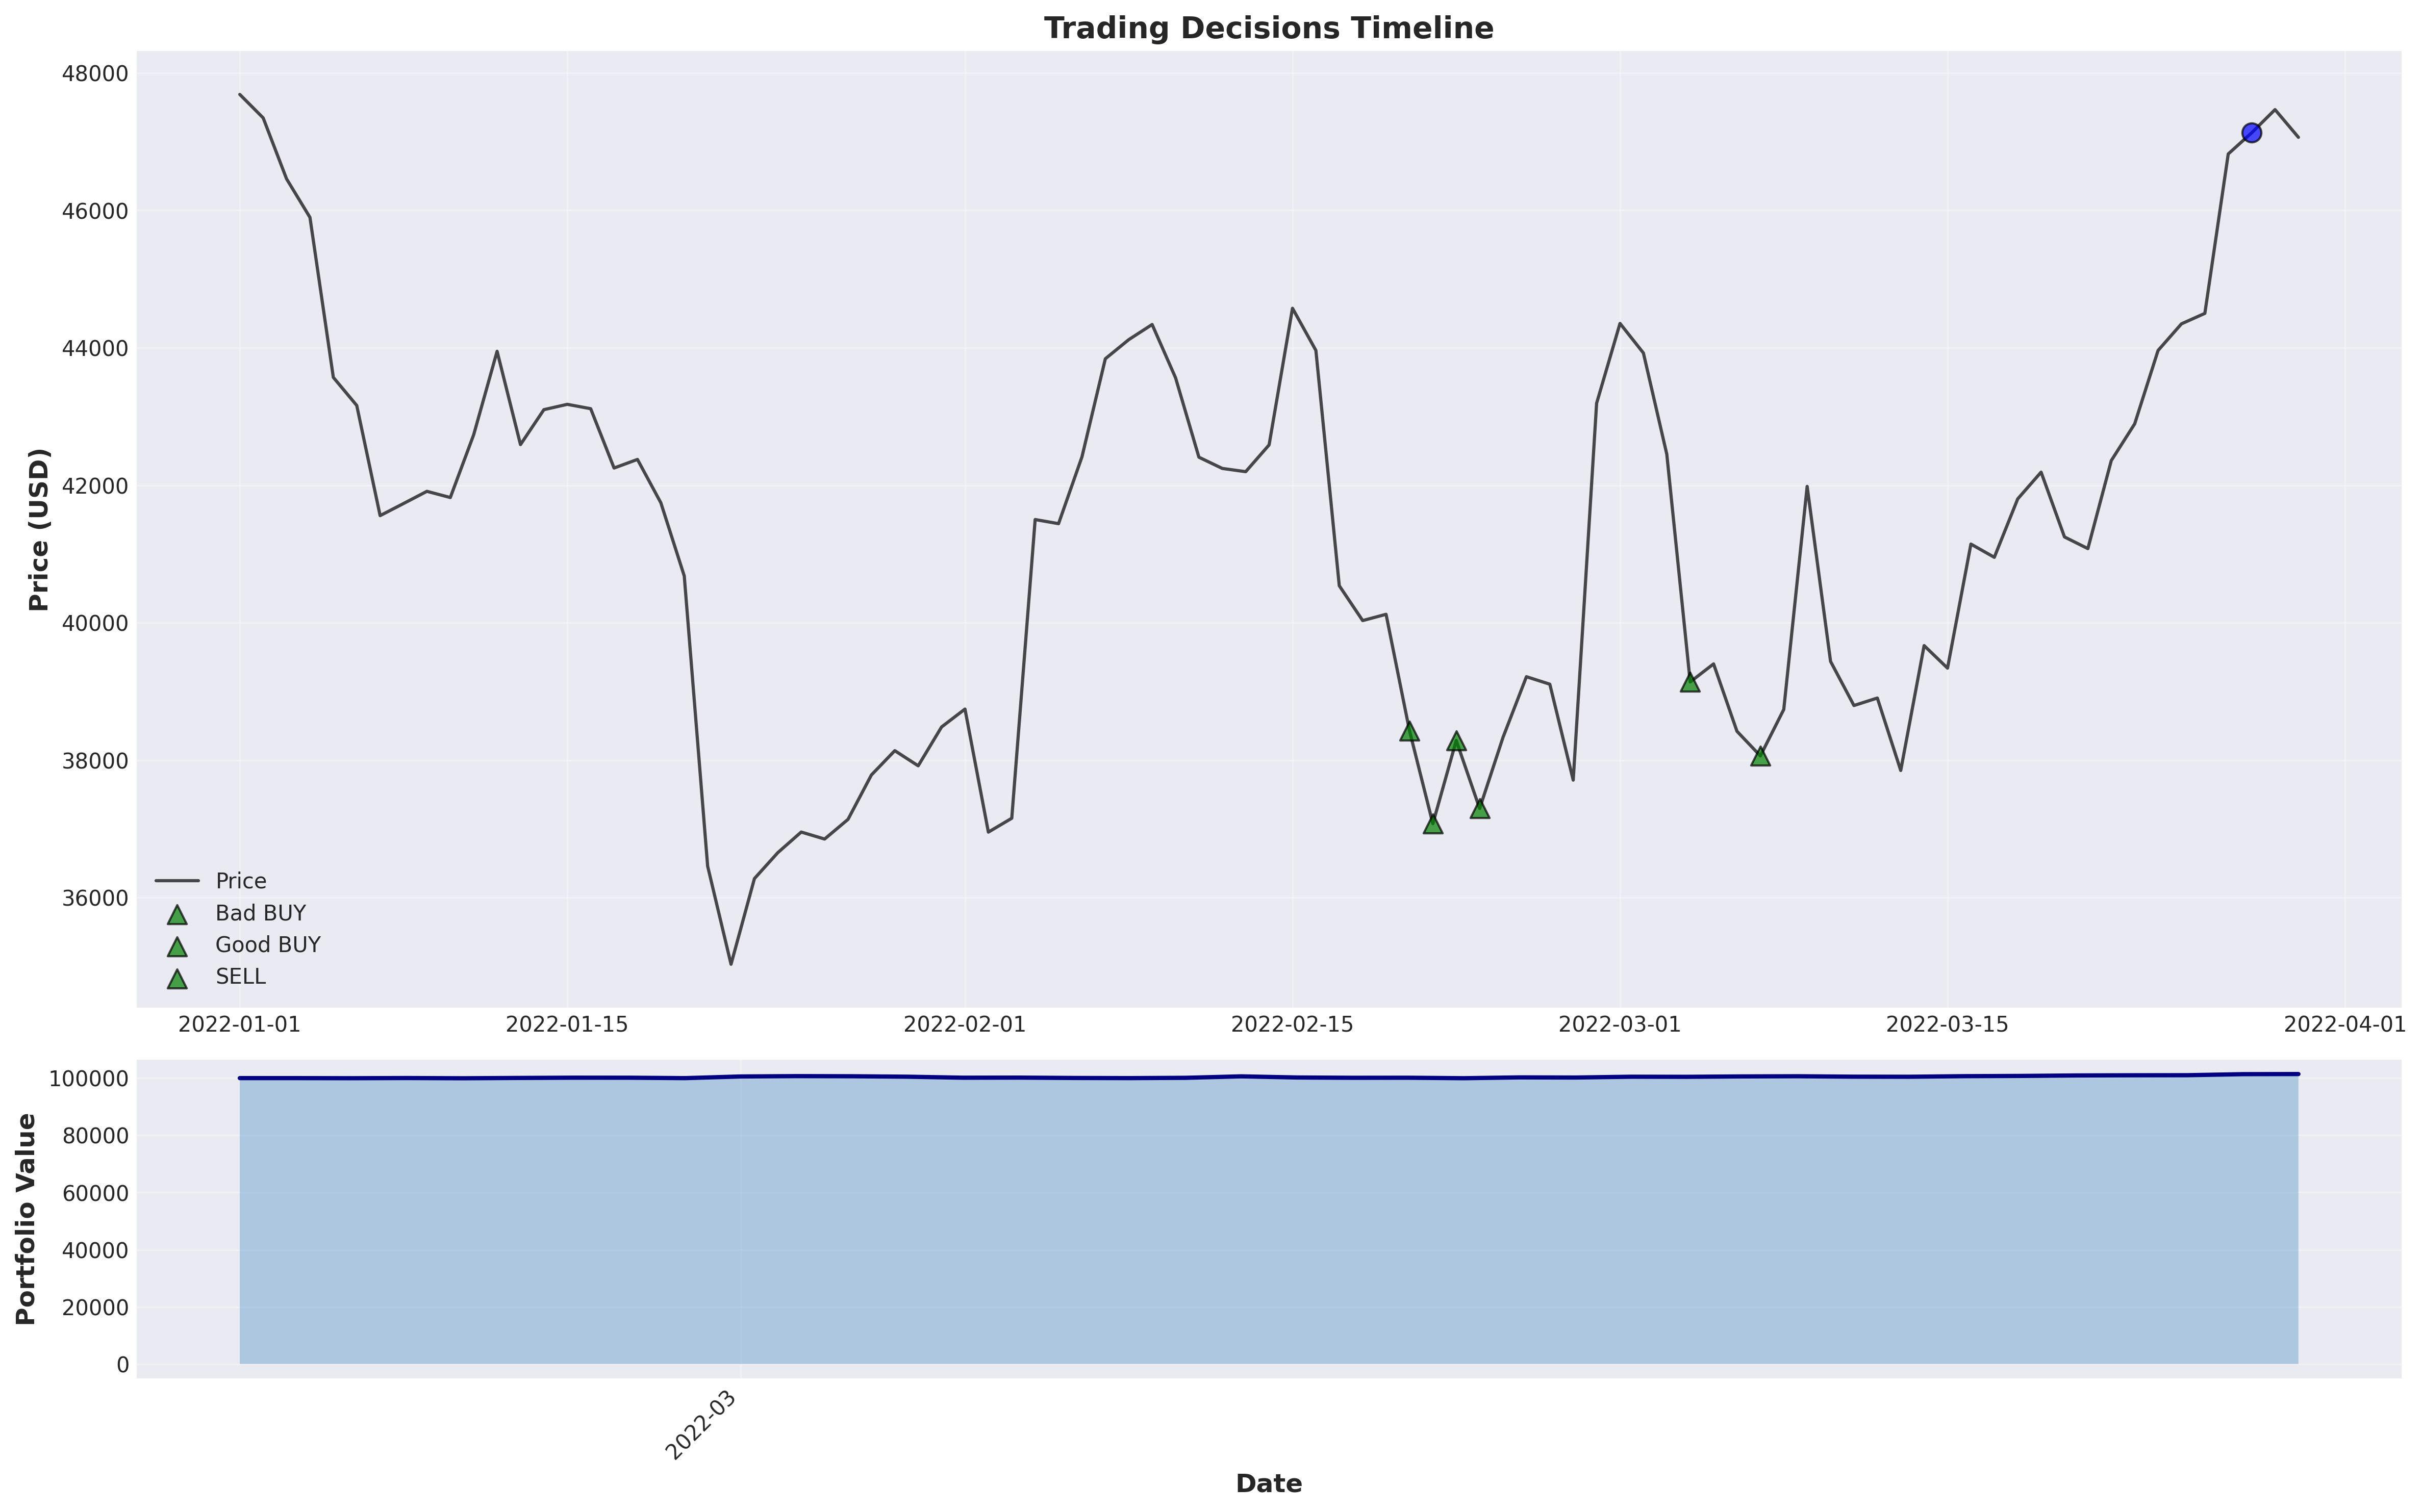 Trading Decisions Timeline
Price (USD)
48000
46000
44000
42000
40000
38000
36000
Price
Bad BUY
Good BUY
SELL
2022-01-01
2022-01-15
2022-02-01
2022-02-15
2022-03-01
2022-03-15
2022-04-01
Portfolio Value
100000
80000
60000
40000
20000
0
2022-03
Date